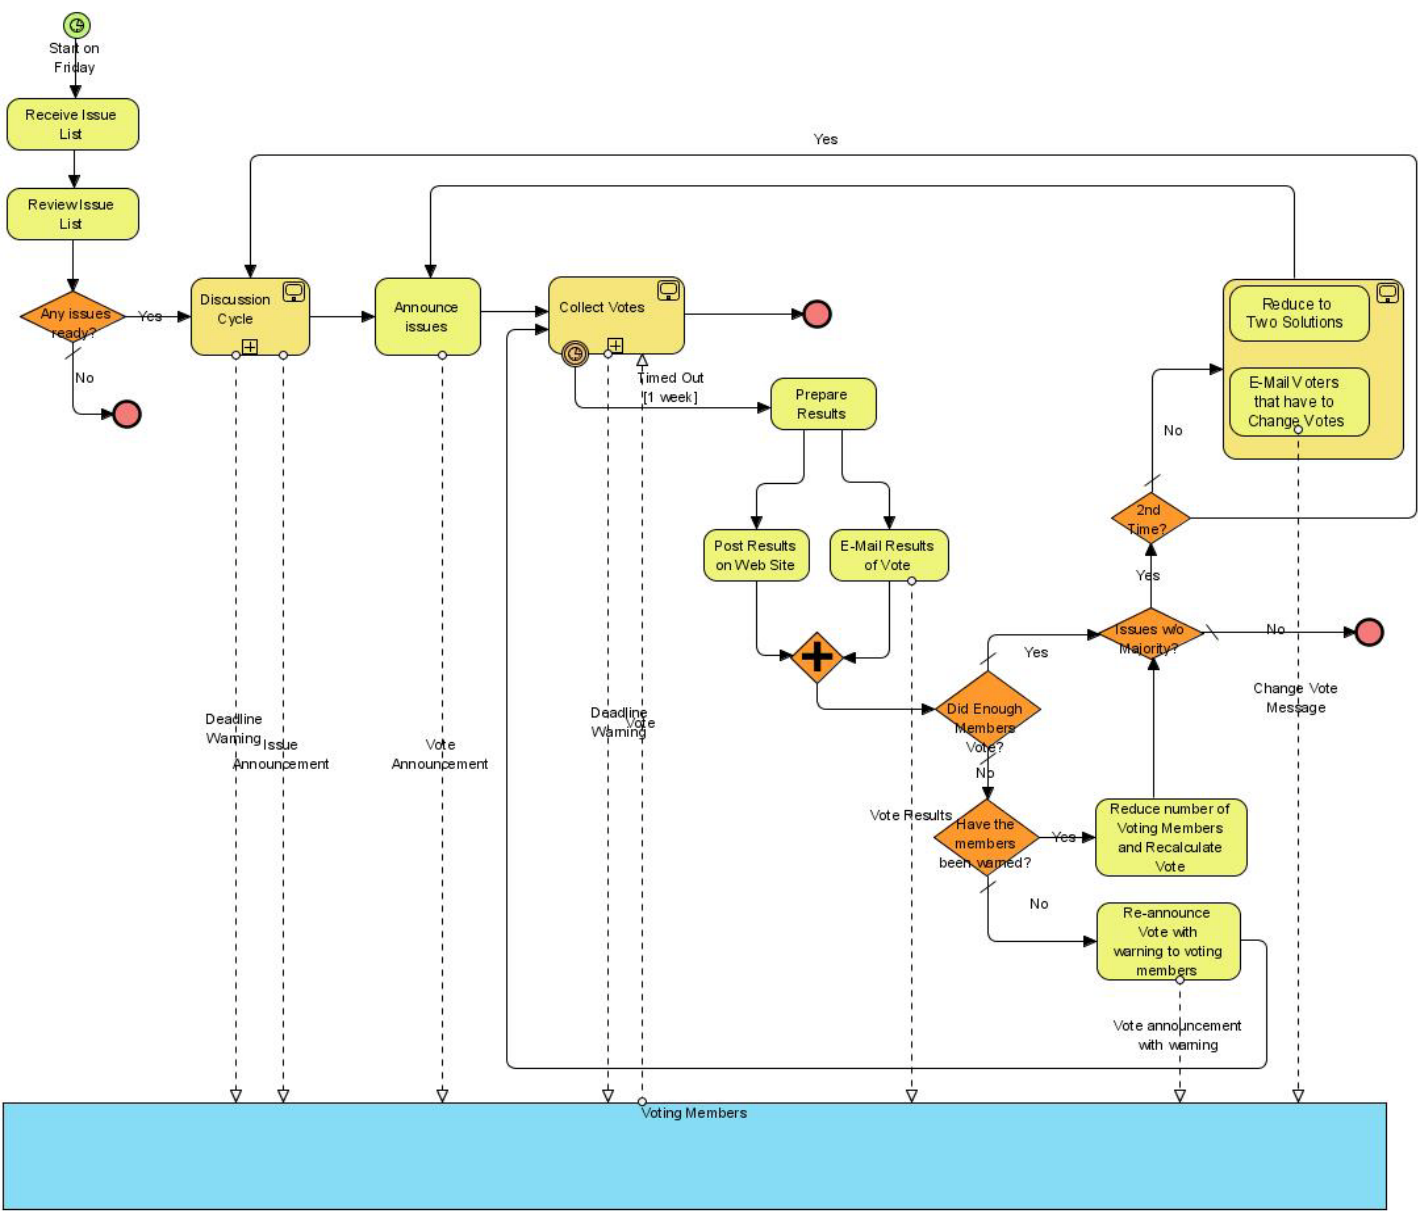 Start on
Friday
Receive Issue
List
Review Issue
List
Any issues
ready?
Yes
No
Yes
Discussion
Cycle
Announce
issues
Collect Votes
Timed Out
[1 week]
Prepare
Results
Post Results
on Web Site
E-Mail Results
of Vote
Reduce to
Two Solutions
E-Mail Voters
that have to
Change Votes
No
2nd
Time?
Yes
Issues w/o
Majority?
No
Yes
Did Enough
Members
Vote?
No
Have the
members
been warned?
Yes
Reduce number of
Voting Members
and Recalculate
Vote
No
Re-announce
Vote with
warning to voting
members
Deadline
Warning
Issue
Announcement
Vote
Announcement
Deadline
Warning
Vote
Vote Results
Change Vote
Message
Vote announcement
with warning
Voting Members